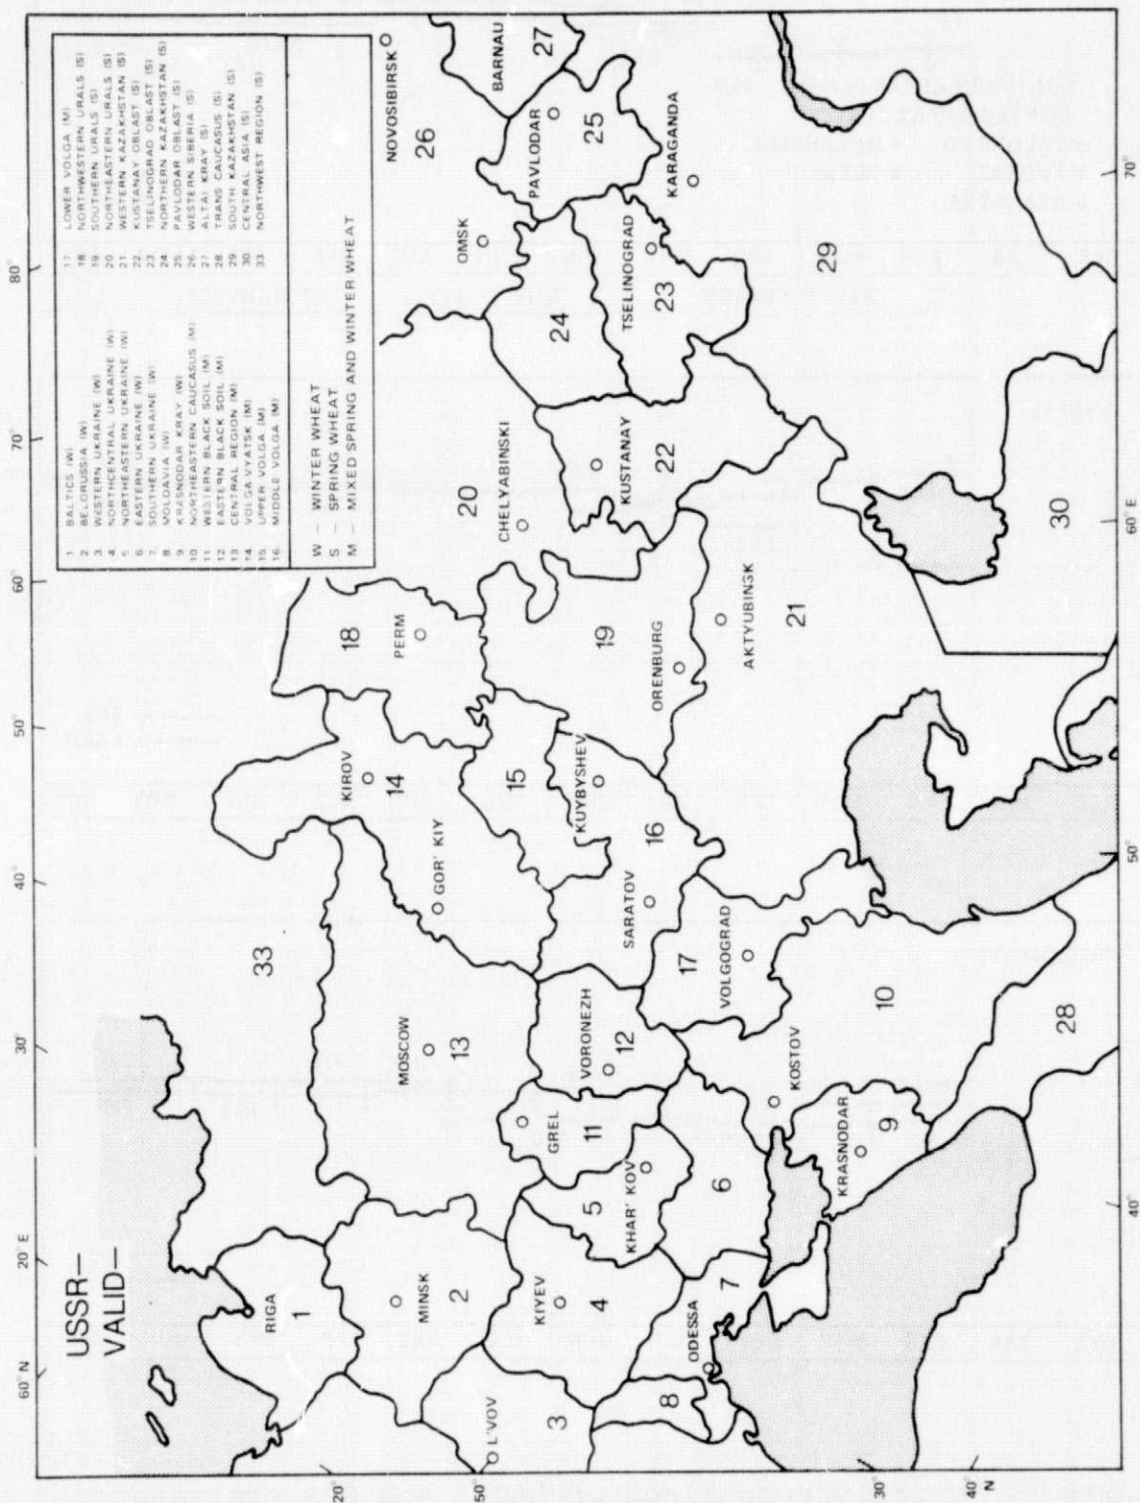 USSR—
VALID—
60°N
20°E
30°
40°
50°
60°
70°
80°
1. BALTICS (W)
2. BELORUSSIA (W)
3. WESTERN UKRAINE (W)
4. NORTHCENTRAL UKRAINE (W)
5. NORTHEASTERN UKRAINE (W)
6. EASTERN UKRAINE (W)
7. SOUTHERN UKRAINE (W)
8. MOLDAVIA (W)
9. KRASNODAR KRAY (W)
10. NORTHEASTERN CAUCASUS (M)
11. WESTERN BLACK SOIL (M)
12. EASTERN BLACK SOIL (M)
13. CENTRAL REGION (M)
14. VOLGA VYATSK (M)
15. UPPER VOLGA (M)
16. MIDDLE VOLGA (M)
17. LOWER VOLGA (M)
18. NORTHWESTERN URALS (S)
19. SOUTHERN URALS (S)
20. NORTHEASTERN URALS (S)
21. WESTERN KAZAKHSTAN (S)
22. KUSTANAY OBLAST (S)
23. TSELINOGRAD OBLAST (S)
24. NORTHERN KAZAKHSTAN (S)
25. PAVLODAR OBLAST (S)
26. WESTERN SIBERIA (S)
27. ALTAI KRAY (S)
28. TRANS CAUCASUS (S)
29. SOUTH KAZAKHSTAN (S)
30. CENTRAL ASIA (S)
33. NORTHWEST REGION (S)
W — WINTER WHEAT
S — SPRING WHEAT
M — MIXED SPRING AND WINTER WHEAT
RIGA
1
33
KIROV
14
18
PERM
20
CHELYABINSKI
OMSK
NOVOSIBIRSK
26
BARNAU
27
MINSK
2
MOSCOW
13
GOR' KIY
15
19
24
PAVLODAR
25
L'VOV
3
KIYEV
4
5
KHAR' KOV
GREL
11
VORONEZH
12
SARATOV
16
KUYBYSHEV
ORENBURG
KUSTANAY
22
TSELINOGRAD
23
KARAGANDA
8
ODESSA
7
6
KOSTOV
17
VOLGOGRAD
AKTYUBINSK
21
29
KRASNODAR
9
10
28
30
20°
50°
30°
40°
N
40°
50°
60°E
70°